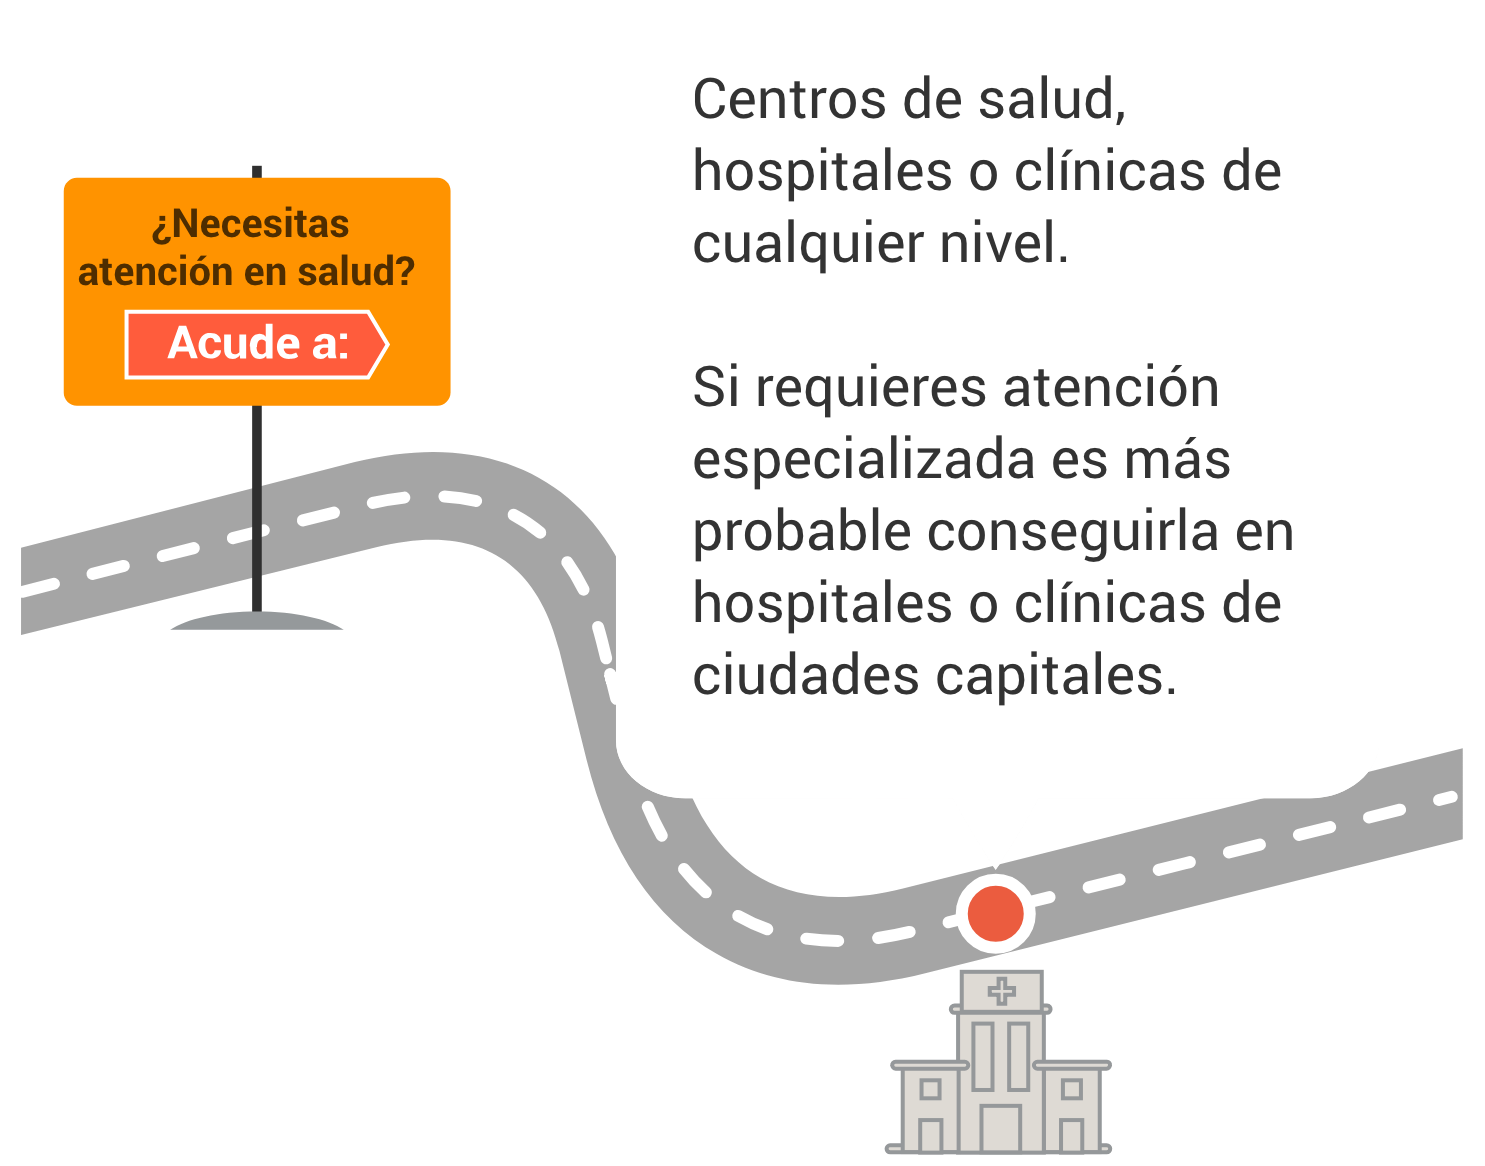 ¿Necesitas
atención en salud?
Acude a:
Centros de salud,
hospitales o clínicas de
cualquier nivel.
Si requieres atención
especializada es más
probable conseguirla en
hospitales o clínicas de
ciudades capitales.